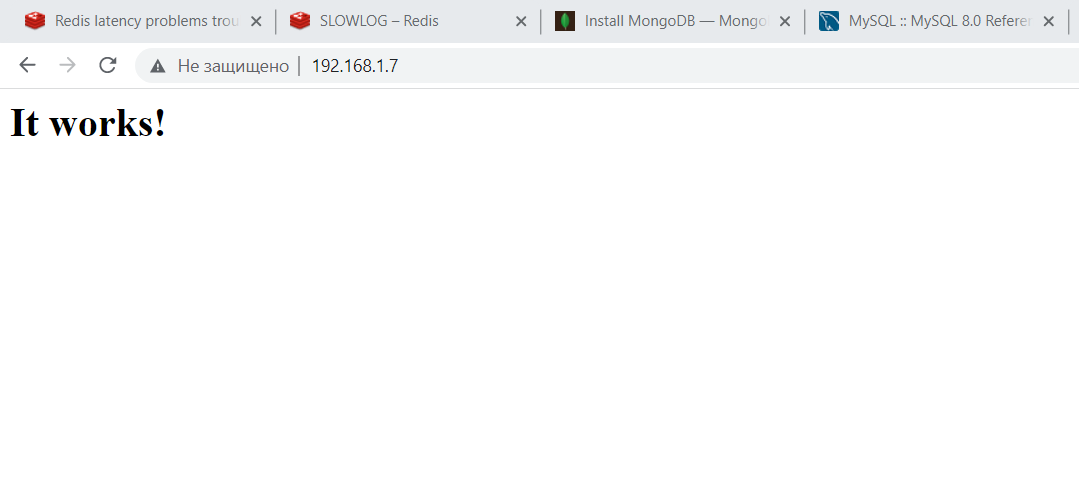 Redis latency problems trou
SLOWLOG – Redis
Install MongoDB — Mongo
MySQL :: MySQL 8.0 Refere
Не защищено
192.168.1.7
It works!